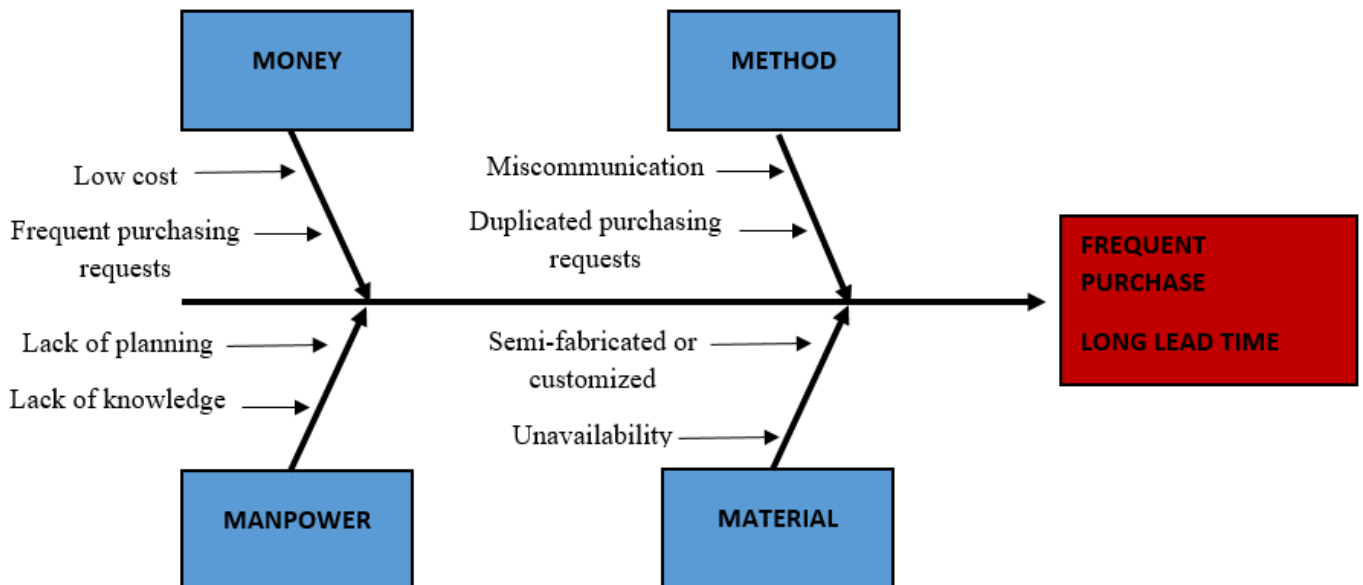 MONEY
METHOD
Low cost
Frequent purchasing
requests
Miscommunication
Duplicated purchasing
requests
FREQUENT
PURCHASE
LONG LEAD TIME
Lack of planning
Lack of knowledge
Semi-fabricated or
customized
Unavailability
MANPOWER
MATERIAL